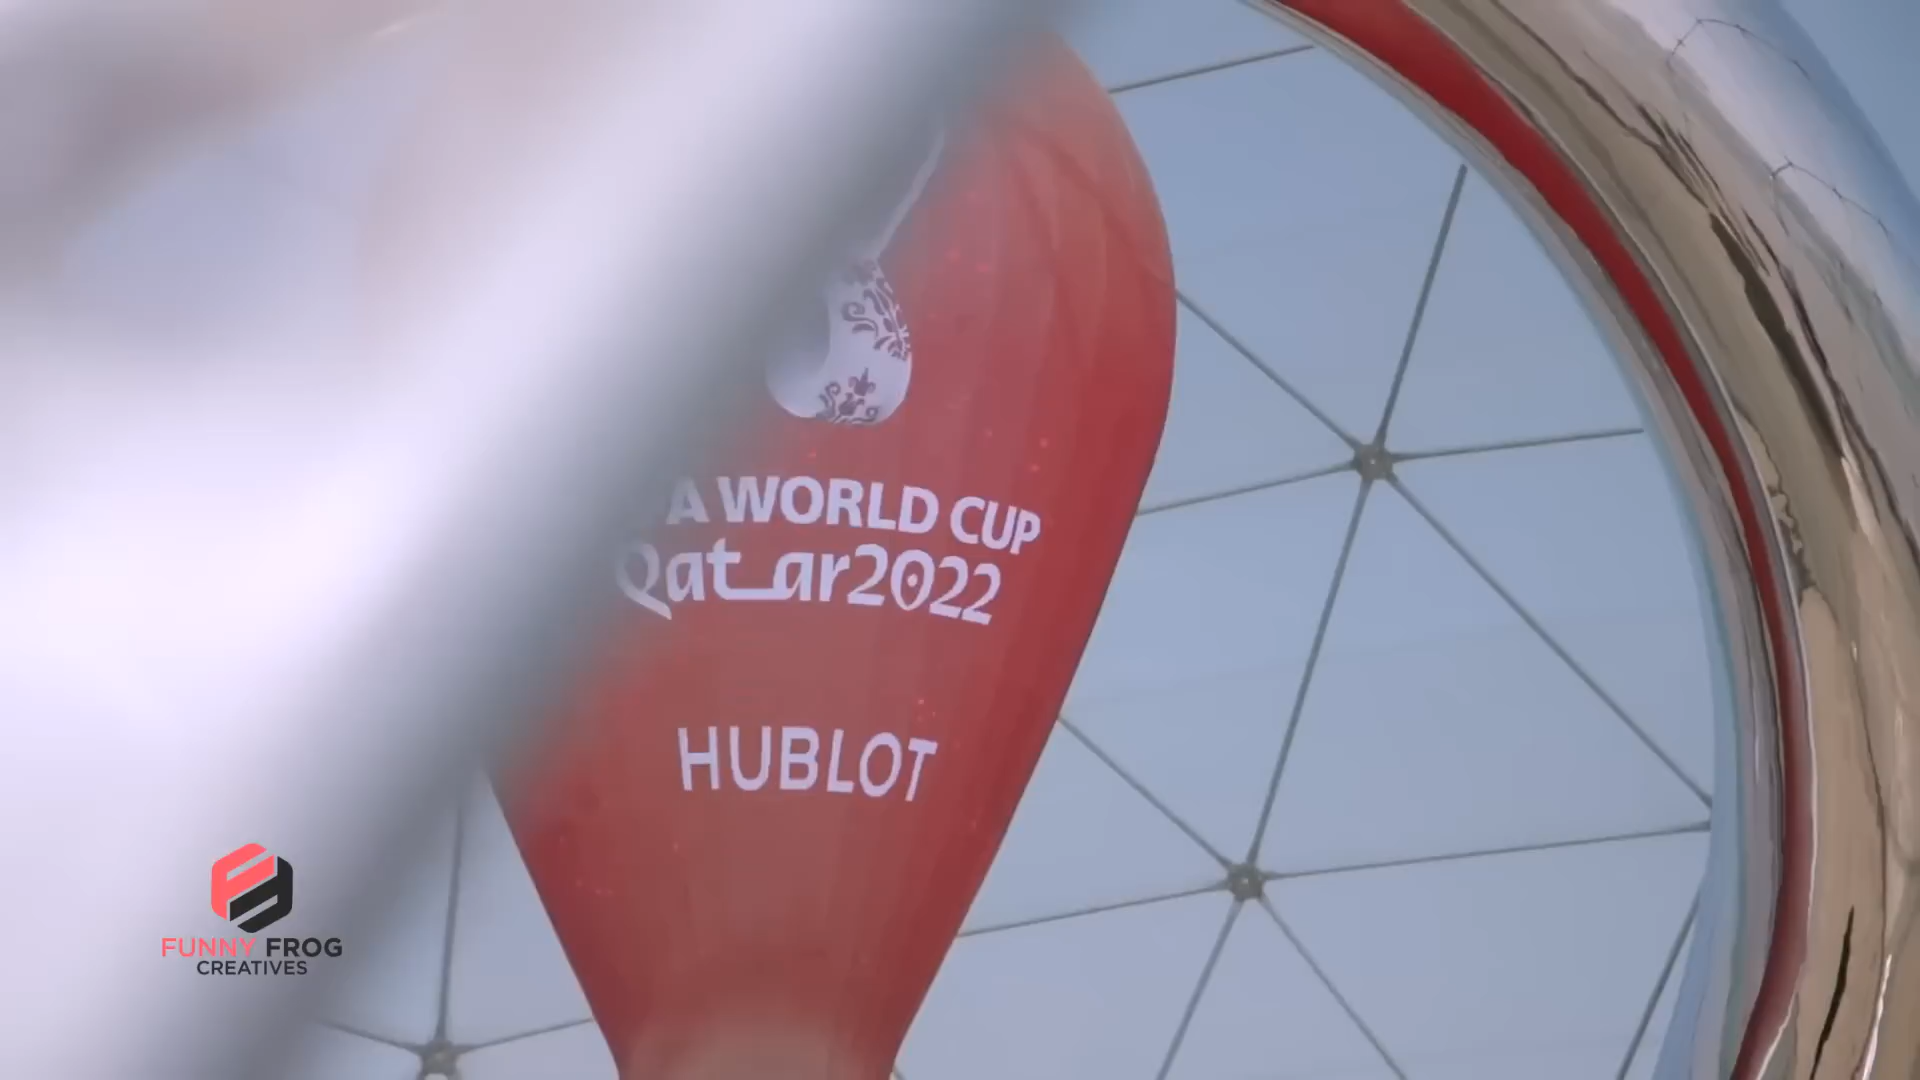 A WORLD CUP
Qatar2022
HUBLOT
FUNNY FROG
CREATIVES